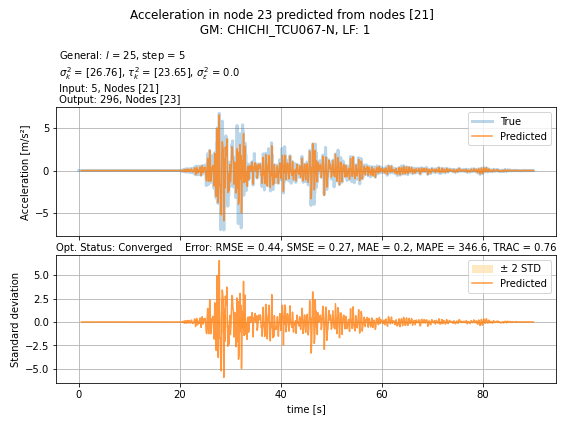 Acceleration in node 23 predicted from nodes [21]
GM: CHICHI_TCU067-N, LF: 1
General: l = 25, step = 5
σ²ₖ = [26.76], τ²ₖ = [23.65], σ²ε = 0.0
Input: 5, Nodes [21]
Output: 296, Nodes [23]
Acceleration [m/s²]
5
0
−5
True
Predicted
Opt. Status: Converged Error: RMSE = 0.44, SMSE = 0.27, MAE = 0.2, MAPE = 346.6, TRAC = 0.76
Standard deviation
5.0
2.5
0.0
−2.5
−5.0
± 2 STD
Predicted
0 20 40 60 80
time [s]